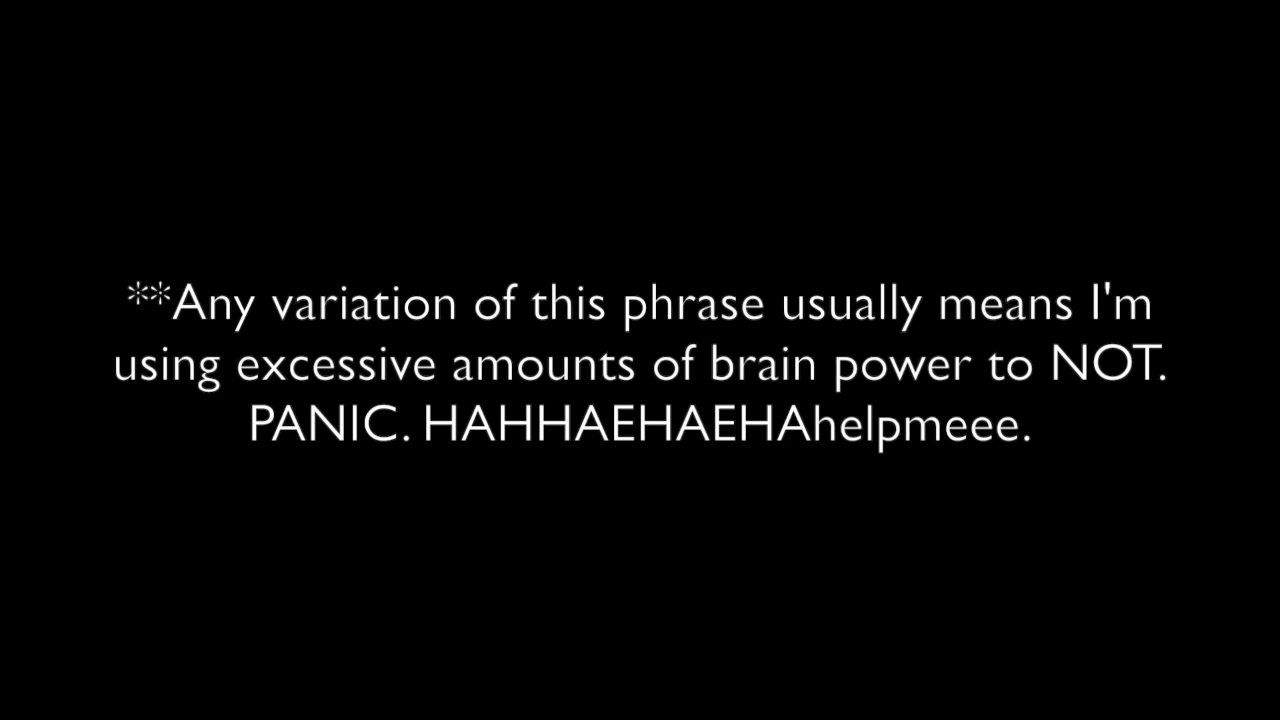 **Any variation of this phrase usually means I'm
using excessive amounts of brain power to NOT.
PANIC. HAHHAEHAEHAhelpmeee.